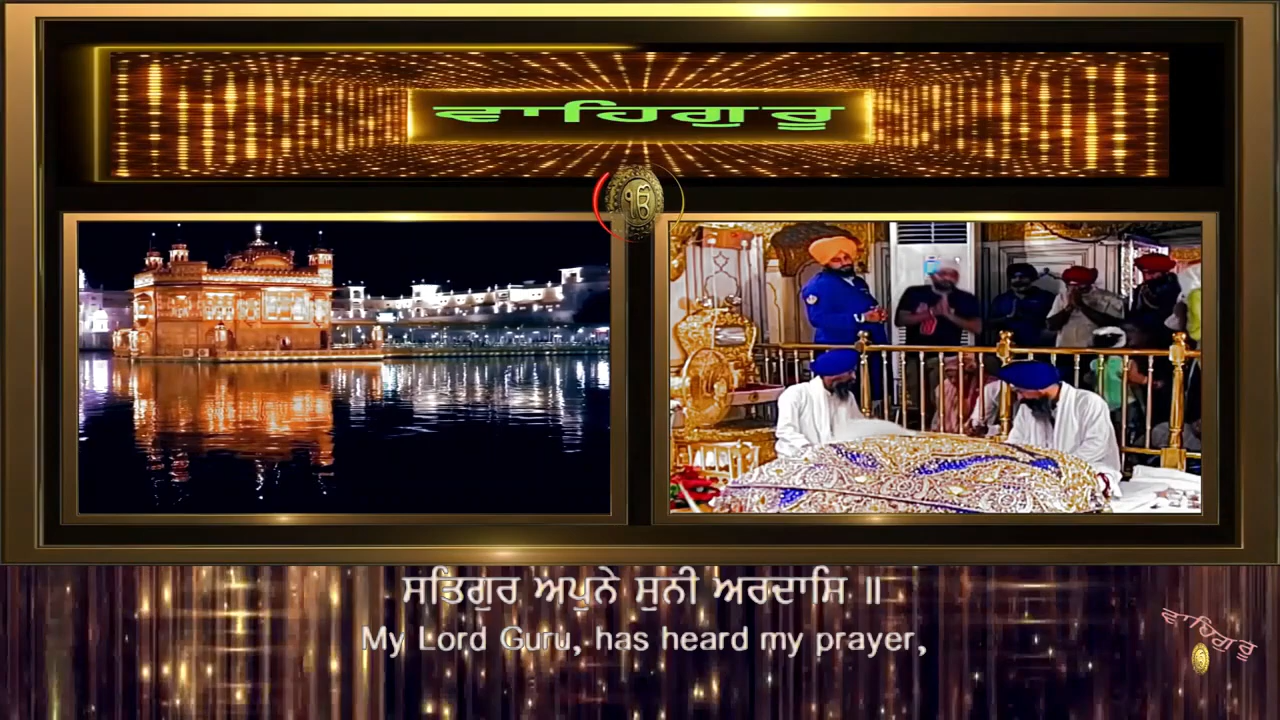 ਵਾਹਿਗੁਰੂ
ੴ
ਸਤਿਗੁਰ ਅਪੁਨੇ ਸੁਨੀ ਅਰਦਾਸਿ ॥
My Lord Guru, has heard my prayer,
ਵਾਹਿਗੁਰੂ